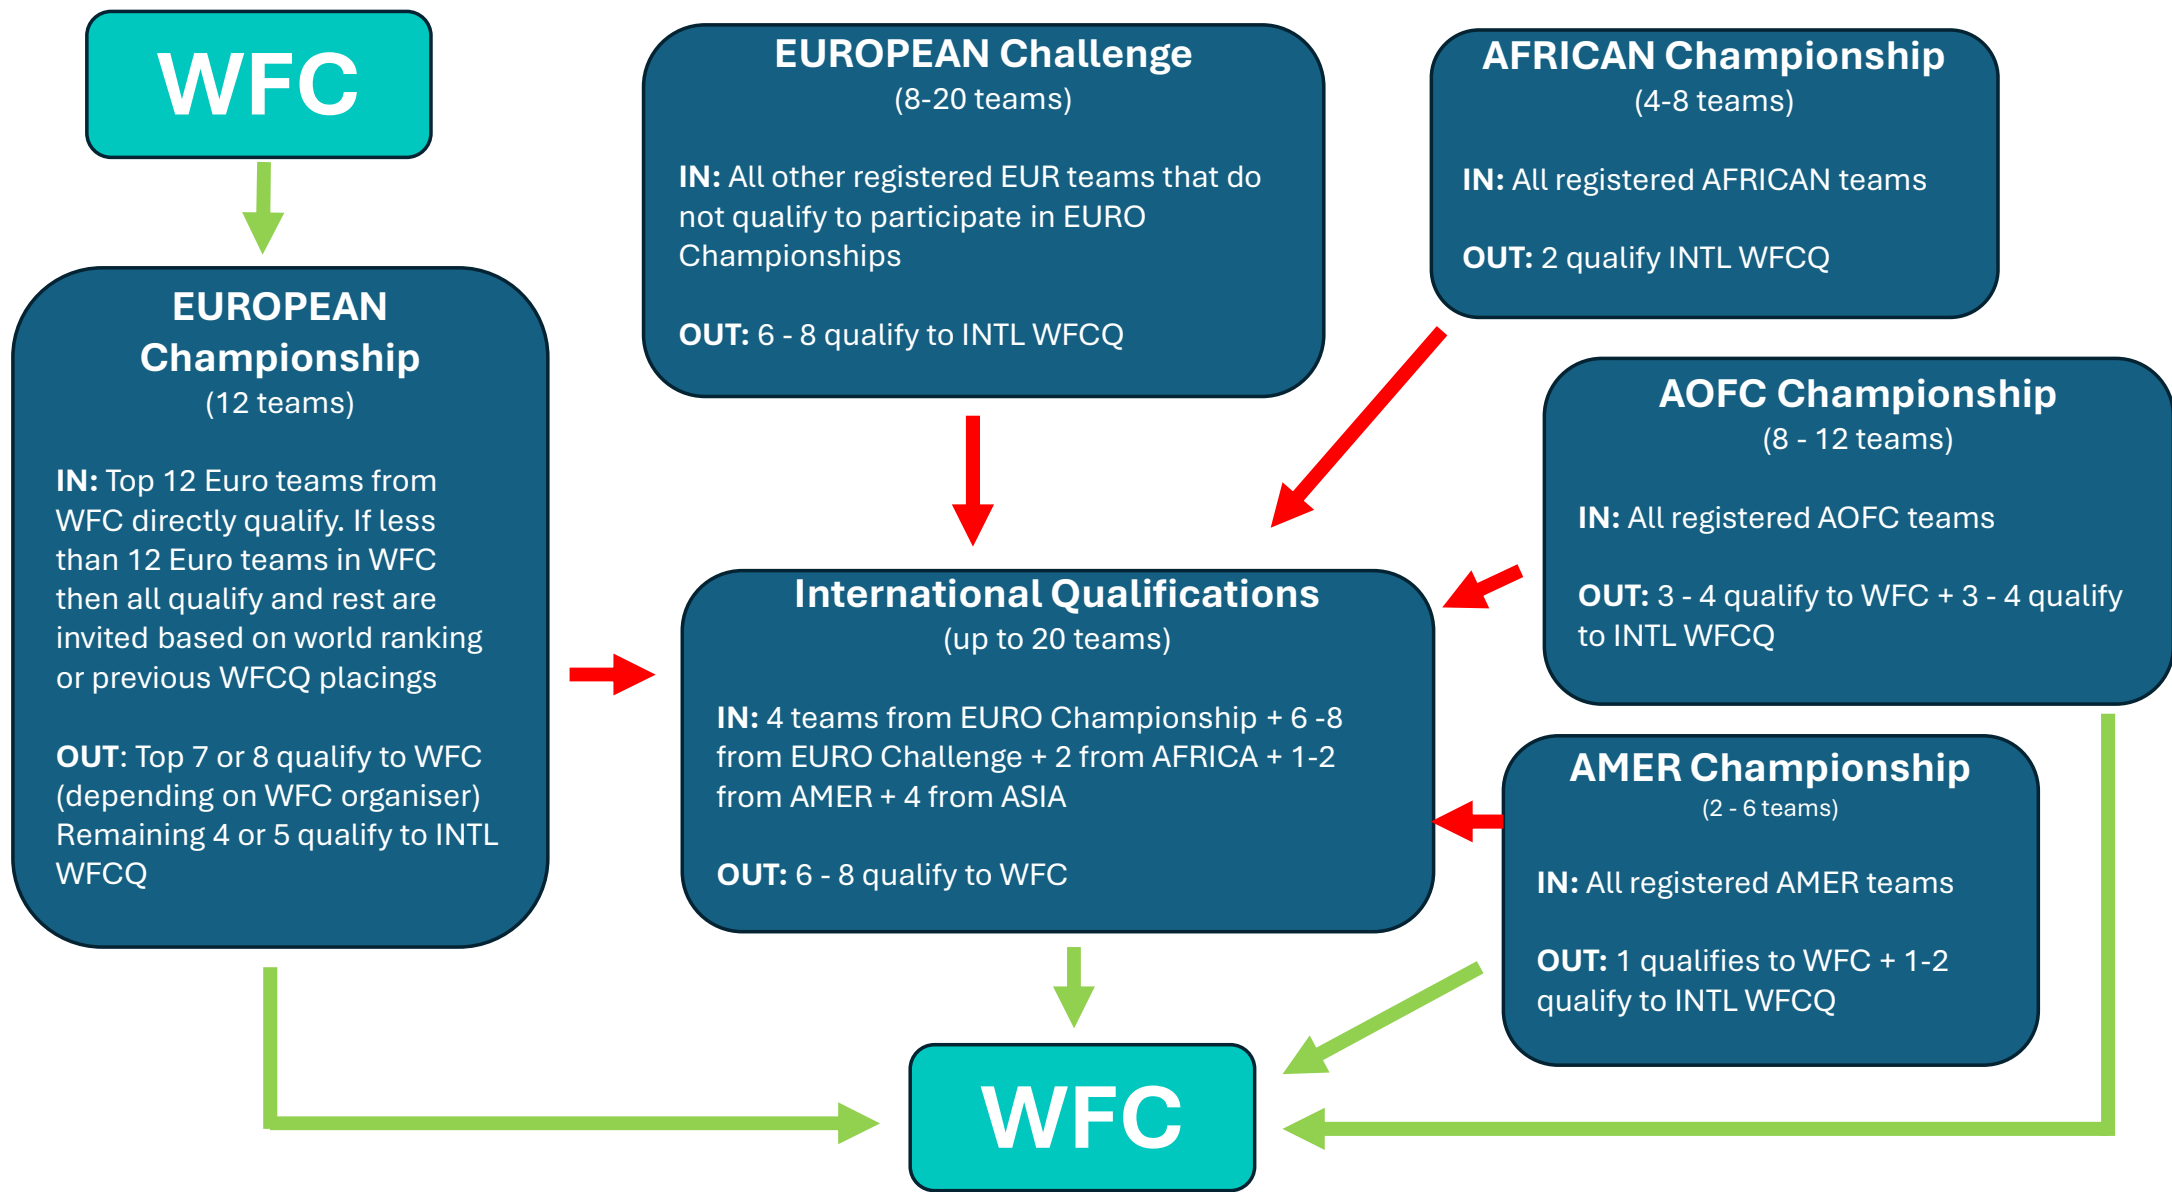 WFC
EUROPEAN
Championship
(12 teams)
IN: Top 12 Euro teams from
WFC directly qualify. If less
than 12 Euro teams in WFC
then all qualify and rest are
invited based on world ranking
or previous WFCQ placings
OUT: Top 7 or 8 qualify to WFC
(depending on WFC organiser)
Remaining 4 or 5 qualify to INTL
WFCQ
EUROPEAN Challenge
(8-20 teams)
IN: All other registered EUR teams that do
not qualify to participate in EURO
Championships
OUT: 6 - 8 qualify to INTL WFCQ
AFRICAN Championship
(4-8 teams)
IN: All registered AFRICAN teams
OUT: 2 qualify INTL WFCQ
AOFC Championship
(8 - 12 teams)
IN: All registered AOFC teams
OUT: 3 - 4 qualify to WFC + 3 - 4 qualify
to INTL WFCQ
International Qualifications
(up to 20 teams)
IN: 4 teams from EURO Championship + 6 -8
from EURO Challenge + 2 from AFRICA + 1-2
from AMER + 4 from ASIA
OUT: 6 - 8 qualify to WFC
AMER Championship
(2 - 6 teams)
IN: All registered AMER teams
OUT: 1 qualifies to WFC + 1-2
qualify to INTL WFCQ
WFC